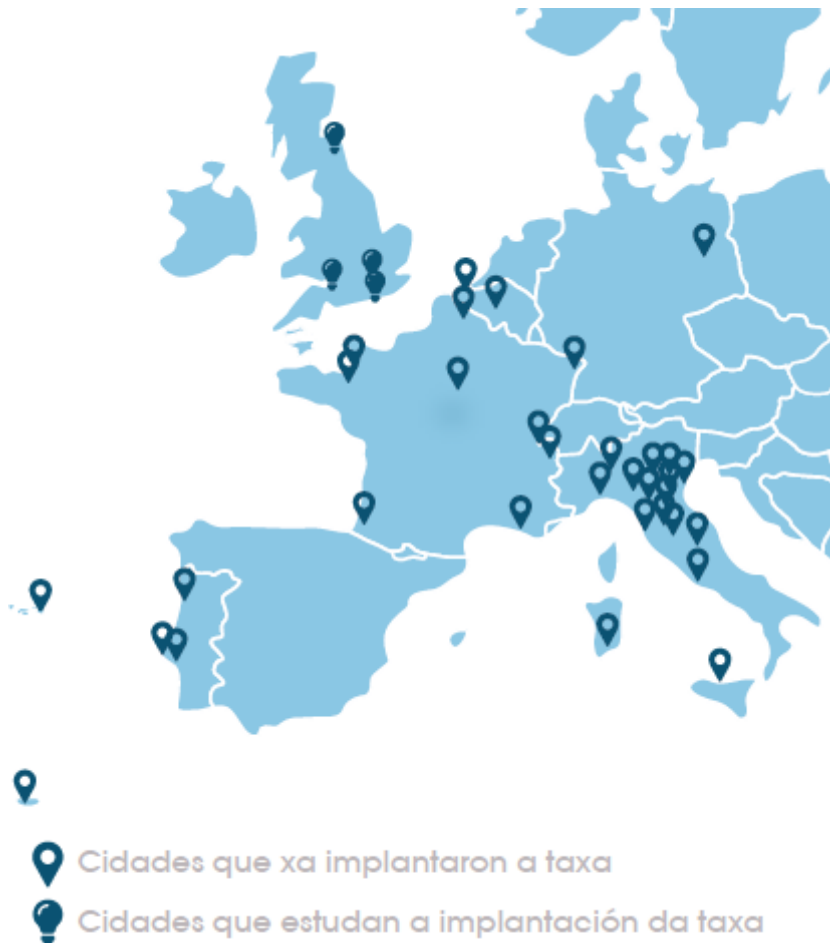 Cidades que xa implantaron a taxa
Cidades que estudan a implantación da taxa